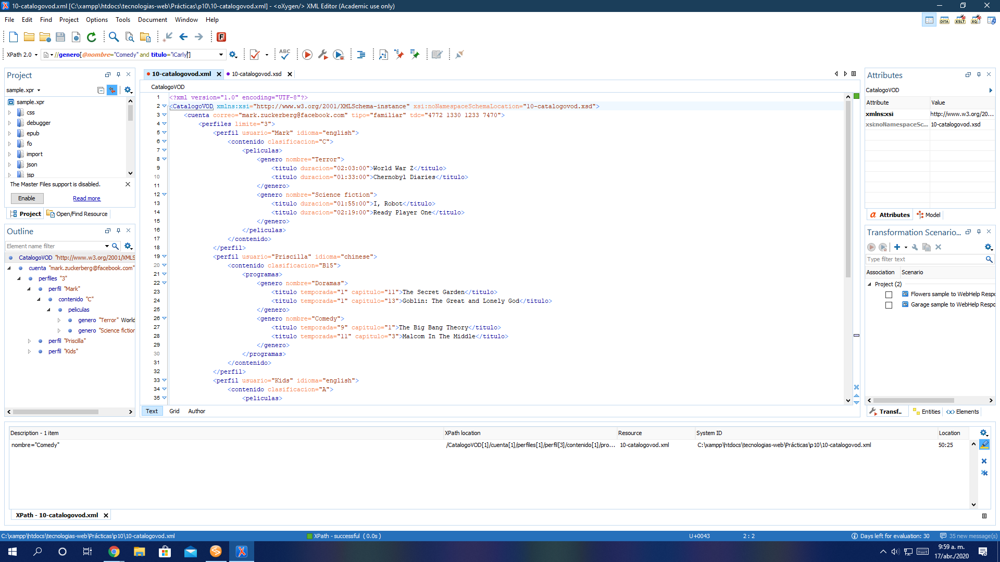 10-catalogovod.xml [C:\xampp\htdocs\tecnologias-web\Prácticas\p10\10-catalogovod.xml] - <oXygen/> XML Editor (Academic use only)
File Edit Find Project Options Tools Document Window Help
DITA XSLT XQ
XPath 2.0 //genero[@nombre="Comedy" and titulo="iCarly"]
ABC
Project
sample.xpr
sample.xpr
css
debugger
epub
fo
import
json
jsp
The Master Files support is disabled.
Enable Read more
Project Open/Find Resource
Outline
Element name filter
CatalogoVOD "http://www.w3.org/2001/XMLS
cuenta "mark.zuckerberg@facebook.com"
perfiles "3"
perfil "Mark"
contenido "C"
peliculas
genero "Terror" World
genero "Science fiction
perfil "Priscilla"
perfil "Kids"
10-catalogovod.xml 10-catalogovod.xsd
CatalogoVOD
1 <?xml version="1.0" encoding="UTF-8"?>
2 <CatalogoVOD xmlns:xsi="http://www.w3.org/2001/XMLSchema-instance" xsi:noNamespaceSchemaLocation="10-catalogovod.xsd">
3 <cuenta correo="mark.zuckerberg@facebook.com" tipo="familiar" tdc="4772 1330 1233 7470">
4 <perfiles limite="3">
5 <perfil usuario="Mark" idioma="english">
6 <contenido clasificacion="C">
7 <peliculas>
8 <genero nombre="Terror">
9 <titulo duracion="02:03:00">World War Z</titulo>
10 <titulo duracion="01:33:00">Chernobyl Diaries</titulo>
11 </genero>
12 <genero nombre="Science fiction">
13 <titulo duracion="01:55:00">I, Robot</titulo>
14 <titulo duracion="02:19:00">Ready Player One</titulo>
15 </genero>
16 </peliculas>
17 </contenido>
18 </perfil>
19 <perfil usuario="Priscilla" idioma="chinese">
20 <contenido clasificacion="B15">
21 <programas>
22 <genero nombre="Doramas">
23 <titulo temporada="1" capitulo="11">The Secret Garden</titulo>
24 <titulo temporada="1" capitulo="13">Goblin: The Great and Lonely God</titulo>
25 </genero>
26 <genero nombre="Comedy">
27 <titulo temporada="9" capitulo="1">The Big Bang Theory</titulo>
28 <titulo temporada="11" capitulo="3">Malcom In The Middle</titulo>
29 </genero>
30 </programas>
31 </contenido>
32 </perfil>
33 <perfil usuario="Kids" idioma="english">
34 <contenido clasificacion="A">
35 <peliculas>
Text Grid Author
Attributes
CatalogoVOD
Attribute Value
xmlns:xsi http://www.w3.org/20...
xsi:noNamespaceSc... 10-catalogovod.xsd
Attributes Model
Transformation Scenario...
Type filter text
Association Scenario
Project (2)
Flowers sample to WebHelp Respo
Garage sample to WebHelp Respo
Transf.. Entities Elements
Description - 1 item XPath location Resource System ID Location
nombre="Comedy" /CatalogoVOD[1]/cuenta[1]/perfiles[1]/perfil[3]/contenido[1]/pro... 10-catalogovod.xml C:\xampp\htdocs\tecnologias-web\Prácticas\p10\10-catalogovod.xml 50:25
XPath - 10-catalogovod.xml
C:\xampp\htdocs\tecnologias-web\Prácticas\p10\10-catalogovod.xml XPath - successful (0.0s) U+0043 2 : 2 Days left for evaluation: 30 35 new message(s)
9:59 a. m.
17/abr./2020